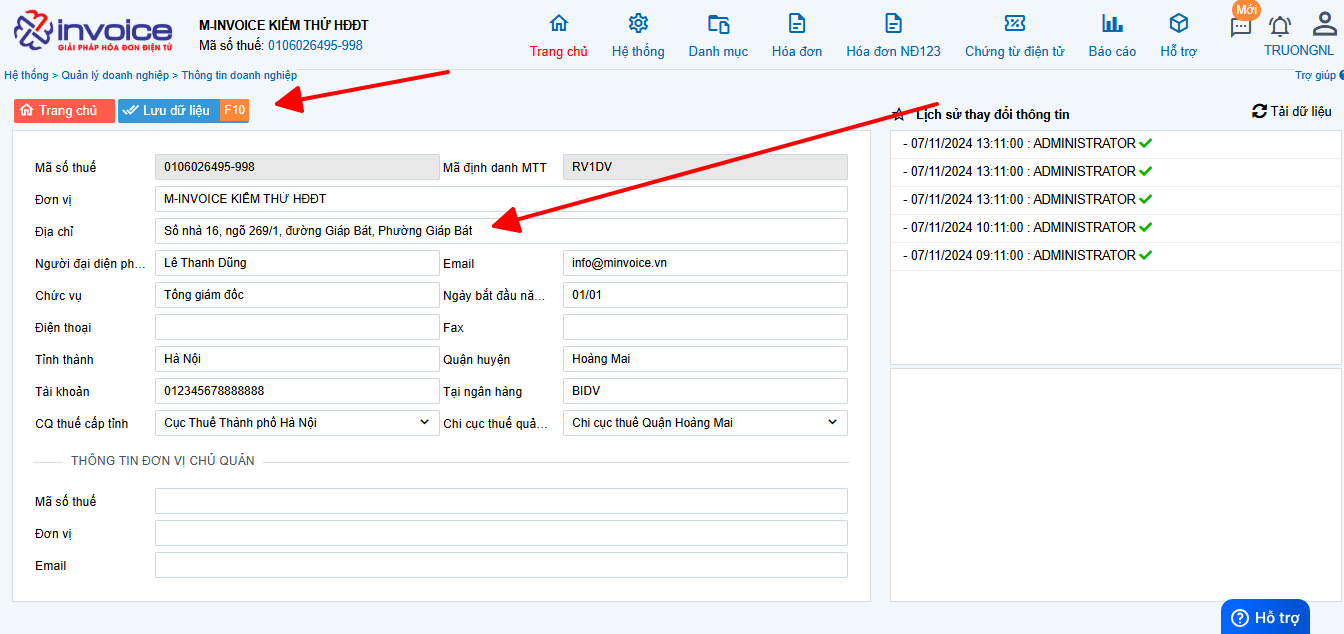 invoice
GIẢI PHÁP HÓA ĐƠN ĐIỆN TỬ
M-INVOICE KIỂM THỬ HĐĐT
Mã số thuế: 0106026495-998
Trang chủ
Hệ thống
Danh mục
Hóa đơn
Hóa đơn NĐ123
Chứng từ điện tử
Báo cáo
Hỗ trợ
Mới
TRUONGNL
Hệ thống > Quản lý doanh nghiệp > Thông tin doanh nghiệp
Trợ giúp
Trang chủ
Lưu dữ liệu F10
Mã số thuế 0106026495-998 Mã định danh MTT RV1DV
Đơn vị M-INVOICE KIỂM THỬ HĐĐT
Địa chỉ Số nhà 16, ngõ 269/1, đường Giáp Bát, Phường Giáp Bát
Người đại diện ph... Lê Thanh Dũng Email info@minvoice.vn
Chức vụ Tổng giám đốc Ngày bắt đầu nă... 01/01
Điện thoại Fax
Tỉnh thành Hà Nội Quận huyện Hoàng Mai
Tài khoản 012345678888888 Tại ngân hàng BIDV
CQ thuế cấp tỉnh Cục Thuế Thành phố Hà Nội Chi cục thuế quả... Chi cục thuế Quận Hoàng Mai
THÔNG TIN ĐƠN VỊ CHỦ QUẢN
Mã số thuế
Đơn vị
Email
Lịch sử thay đổi thông tin
Tải dữ liệu
- 07/11/2024 13:11:00 : ADMINISTRATOR
- 07/11/2024 13:11:00 : ADMINISTRATOR
- 07/11/2024 13:11:00 : ADMINISTRATOR
- 07/11/2024 10:11:00 : ADMINISTRATOR
- 07/11/2024 09:11:00 : ADMINISTRATOR
Hỗ trợ